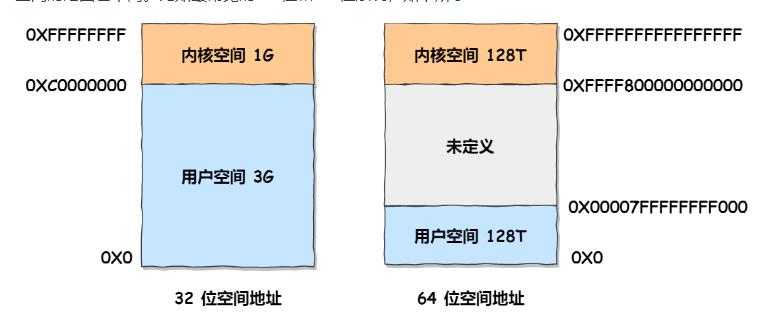 0XFFFFFFFF
内核空间 1G
0XC0000000
用户空间 3G
0X0
32 位空间地址
0XFFFFFFFFFFFFFFFF
内核空间 128T
0XFFFF800000000000
未定义
0X00007FFFFFFFF000
用户空间 128T
0X0
64 位空间地址